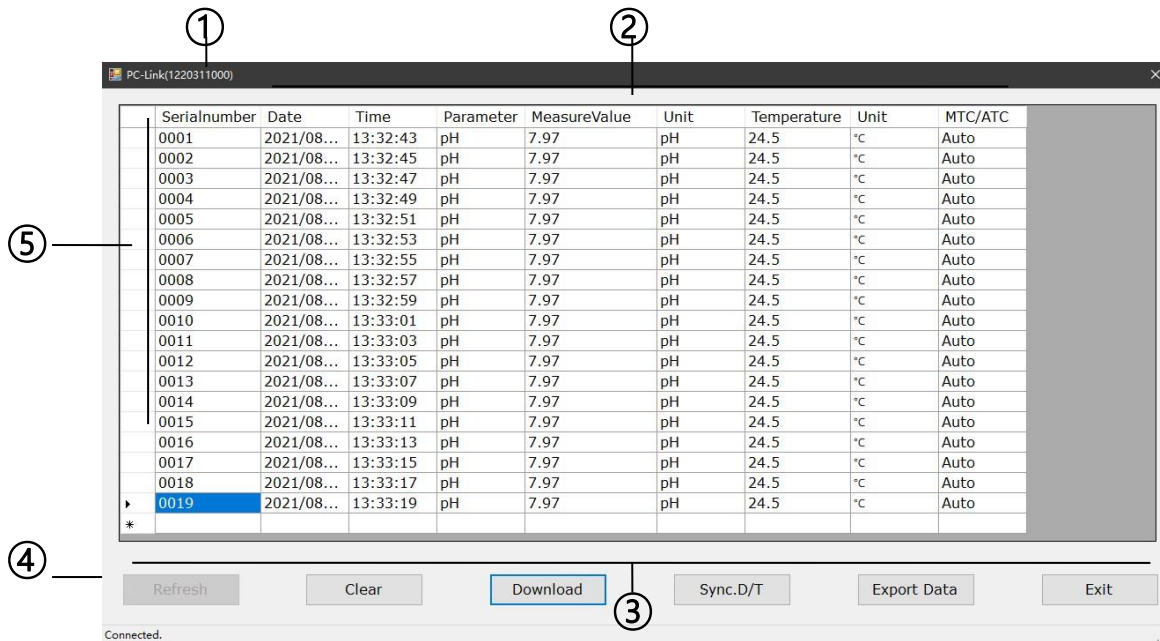 ① ②
PC-Link(1220311000) ×
Serialnumber Date Time Parameter MeasureValue Unit Temperature Unit MTC/ATC
0001 2021/08... 13:32:43 pH 7.97 pH 24.5 °C Auto
0002 2021/08... 13:32:45 pH 7.97 pH 24.5 °C Auto
0003 2021/08... 13:32:47 pH 7.97 pH 24.5 °C Auto
0004 2021/08... 13:32:49 pH 7.97 pH 24.5 °C Auto
0005 2021/08... 13:32:51 pH 7.97 pH 24.5 °C Auto
⑤ 0006 2021/08... 13:32:53 pH 7.97 pH 24.5 °C Auto
0007 2021/08... 13:32:55 pH 7.97 pH 24.5 °C Auto
0008 2021/08... 13:32:57 pH 7.97 pH 24.5 °C Auto
0009 2021/08... 13:32:59 pH 7.97 pH 24.5 °C Auto
0010 2021/08... 13:33:01 pH 7.97 pH 24.5 °C Auto
0011 2021/08... 13:33:03 pH 7.97 pH 24.5 °C Auto
0012 2021/08... 13:33:05 pH 7.97 pH 24.5 °C Auto
0013 2021/08... 13:33:07 pH 7.97 pH 24.5 °C Auto
0014 2021/08... 13:33:09 pH 7.97 pH 24.5 °C Auto
0015 2021/08... 13:33:11 pH 7.97 pH 24.5 °C Auto
0016 2021/08... 13:33:13 pH 7.97 pH 24.5 °C Auto
0017 2021/08... 13:33:15 pH 7.97 pH 24.5 °C Auto
0018 2021/08... 13:33:17 pH 7.97 pH 24.5 °C Auto
0019 2021/08... 13:33:19 pH 7.97 pH 24.5 °C Auto
*
④
Refresh Clear Download Sync.D/T Export Data Exit
③
Connected.